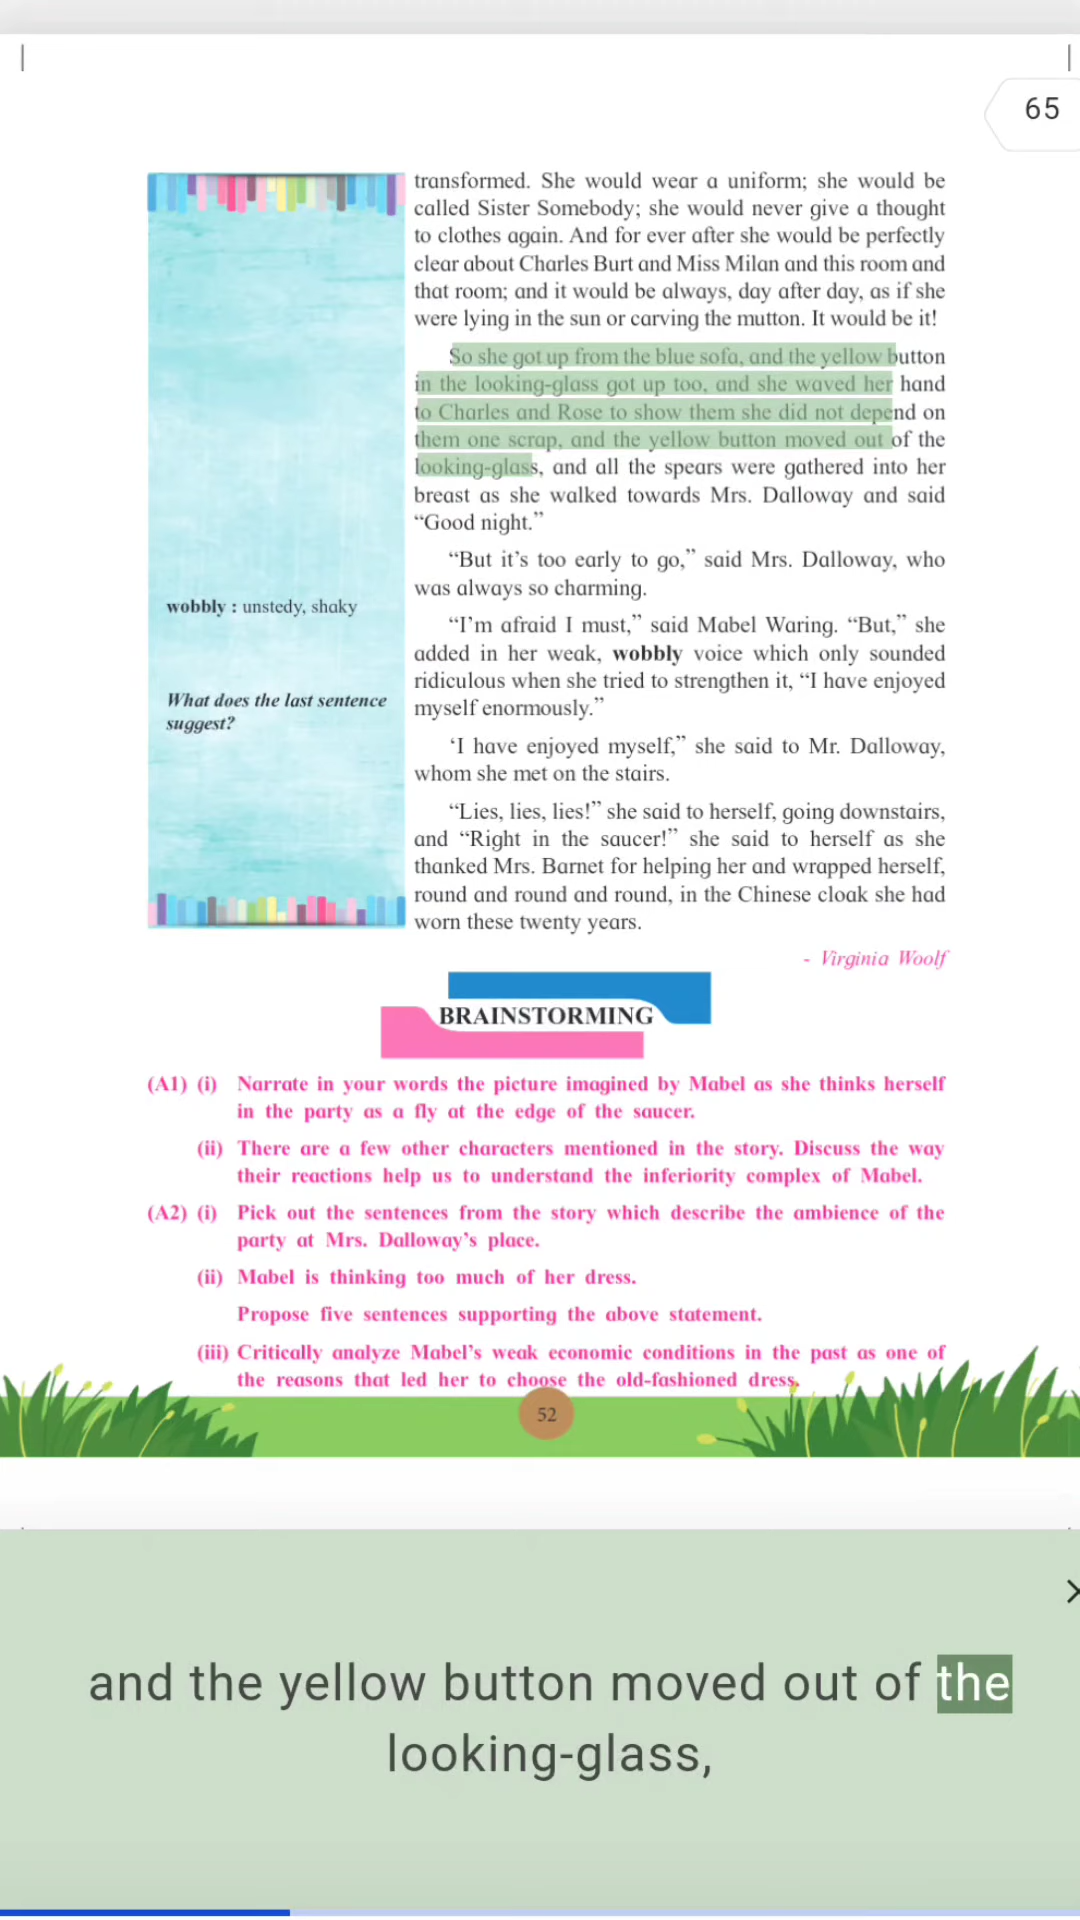 65
transformed. She would wear a uniform; she would be
called Sister Somebody; she would never give a thought
to clothes again. And for ever after she would be perfectly
clear about Charles Burt and Miss Milan and this room and
that room; and it would be always, day after day, as if she
were lying in the sun or carving the mutton. It would be it!
So she got up from the blue sofa, and the yellow button
in the looking-glass got up too, and she waved her hand
to Charles and Rose to show them she did not depend on
them one scrap, and the yellow button moved out of the
looking-glass, and all the spears were gathered into her
breast as she walked towards Mrs. Dalloway and said
“Good night.”
“But it’s too early to go,” said Mrs. Dalloway, who
was always so charming.
wobbly : unstedy, shaky
“I’m afraid I must,” said Mabel Waring. “But,” she
added in her weak, wobbly voice which only sounded
ridiculous when she tried to strengthen it, “I have enjoyed
myself enormously.”
What does the last sentence
suggest?
‘I have enjoyed myself,” she said to Mr. Dalloway,
whom she met on the stairs.
“Lies, lies, lies!” she said to herself, going downstairs,
and “Right in the saucer!” she said to herself as she
thanked Mrs. Barnet for helping her and wrapped herself,
round and round and round, in the Chinese cloak she had
worn these twenty years.
- Virginia Woolf
BRAINSTORMING
(A1) (i) Narrate in your words the picture imagined by Mabel as she thinks herself
in the party as a fly at the edge of the saucer.
(ii) There are a few other characters mentioned in the story. Discuss the way
their reactions help us to understand the inferiority complex of Mabel.
(A2) (i) Pick out the sentences from the story which describe the ambience of the
party at Mrs. Dalloway’s place.
(ii) Mabel is thinking too much of her dress.
Propose five sentences supporting the above statement.
(iii) Critically analyze Mabel’s weak economic conditions in the past as one of
the reasons that led her to choose the old-fashioned dress.
52
and the yellow button moved out of the
looking-glass,